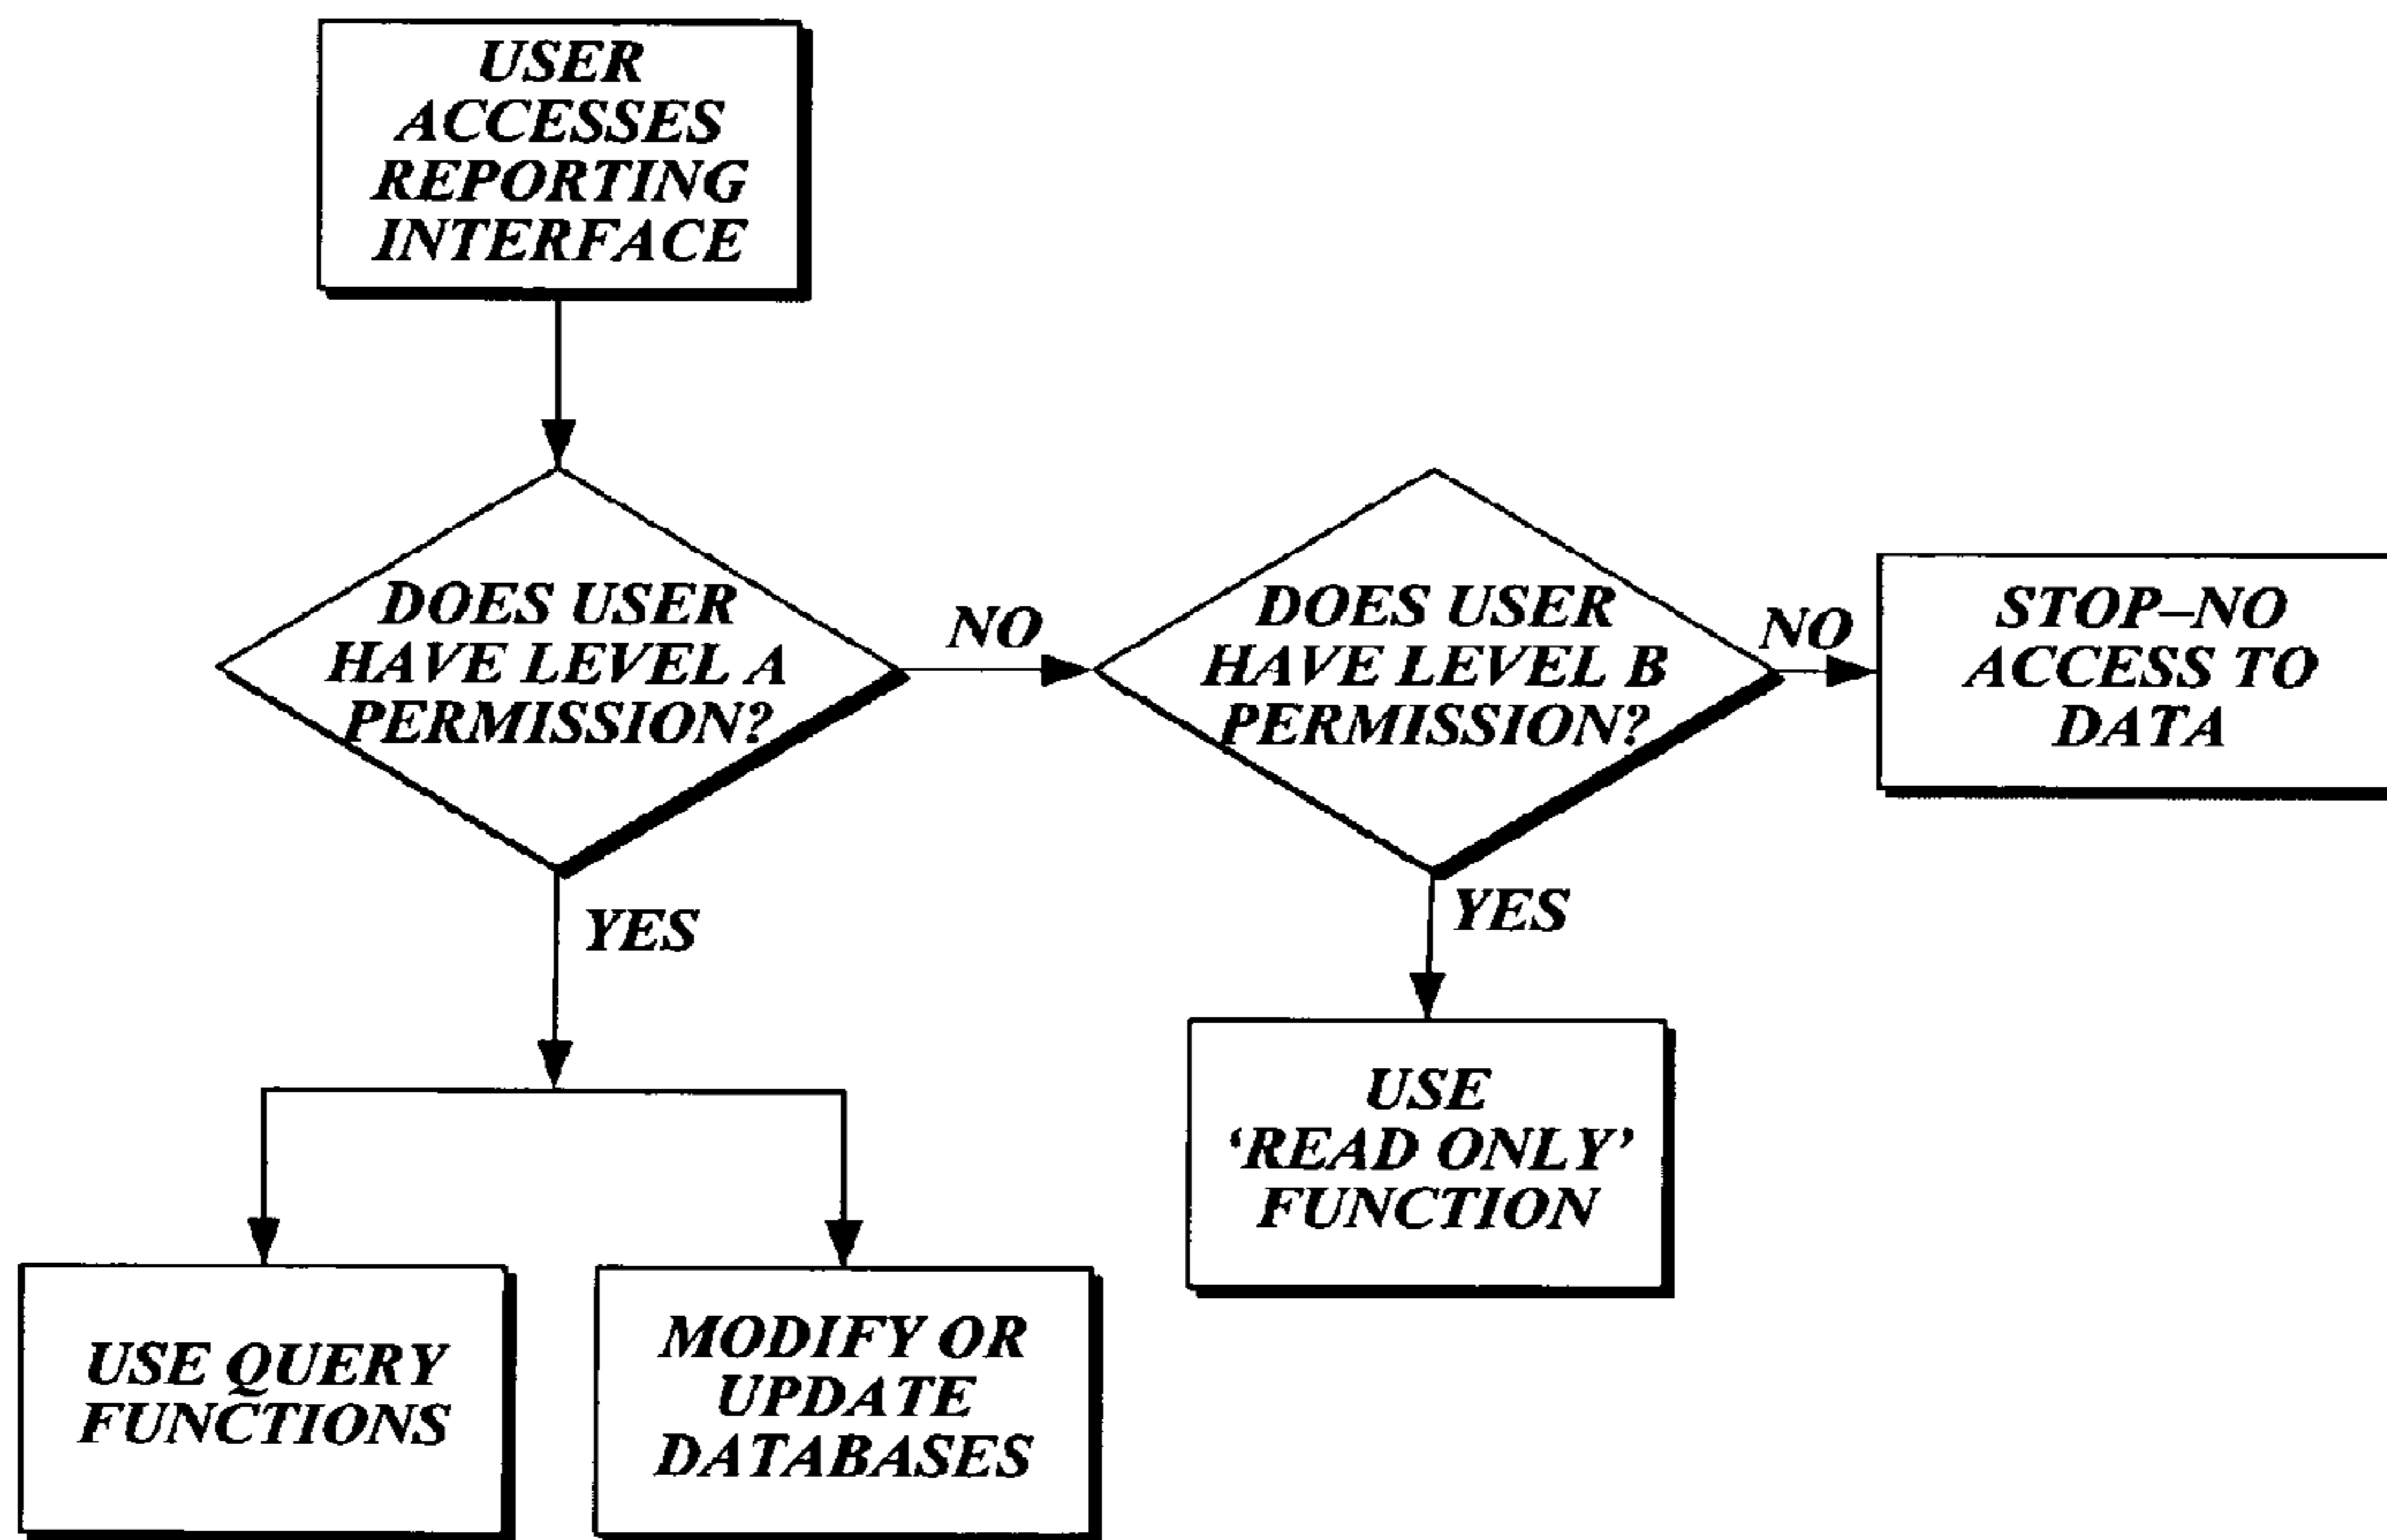 USER
ACCESSES
REPORTING
INTERFACE
DOES USER
HAVE LEVEL A
PERMISSION?
NO
DOES USER
HAVE LEVEL B
PERMISSION?
NO
STOP–NO
ACCESS TO
DATA
YES
YES
USE
‘READ ONLY’
FUNCTION
USE QUERY
FUNCTIONS
MODIFY OR
UPDATE
DATABASES